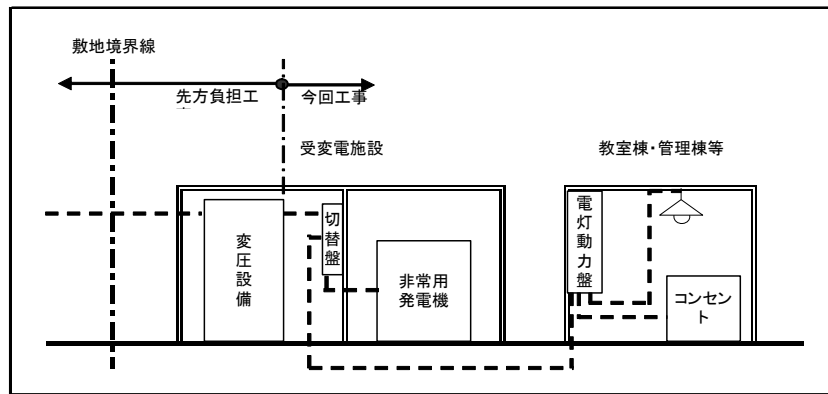 敷地境界線
先方負担工
今回工事
受変電施設
教室棟・管理棟等
変圧設備
切替盤
非常用
発電機
電灯動力盤
コンセン
ト